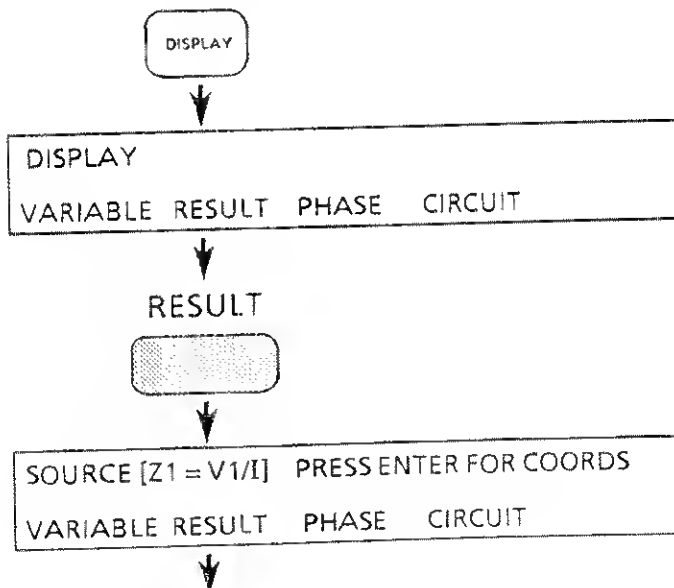 DISPLAY
DISPLAY
VARIABLE RESULT PHASE CIRCUIT
RESULT
SOURCE [Z1 = V1/I] PRESS ENTER FOR COORDS
VARIABLE RESULT PHASE CIRCUIT